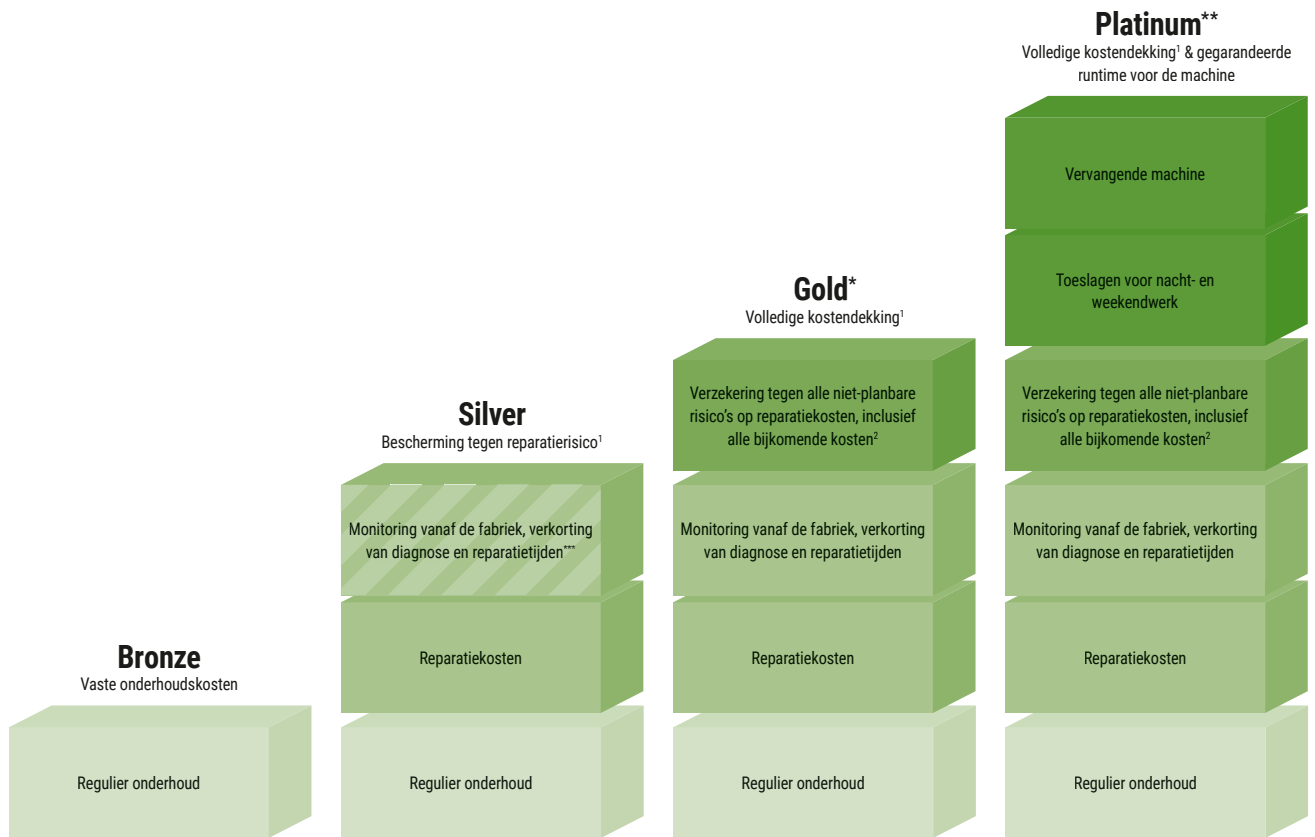 Platinum**
Volledige kostendekking¹ & gegarandeerde
runtime voor de machine
Vervangende machine
Toeslagen voor nacht- en
weekendwerk
Verzekering tegen alle niet-planbare
risico's op reparatiekosten, inclusief
alle bijkomende kosten²
Monitoring vanaf de fabriek, verkorting
van diagnose en reparatietijden
Reparatiekosten
Regulier onderhoud
Gold*
Volledige kostendekking¹
Verzekering tegen alle niet-planbare
risico's op reparatiekosten, inclusief
alle bijkomende kosten²
Monitoring vanaf de fabriek, verkorting
van diagnose en reparatietijden
Reparatiekosten
Regulier onderhoud
Silver
Bescherming tegen reparatierisico¹
Monitoring vanaf de fabriek, verkorting
van diagnose en reparatietijden***
Reparatiekosten
Regulier onderhoud
Bronze
Vaste onderhoudskosten
Regulier onderhoud